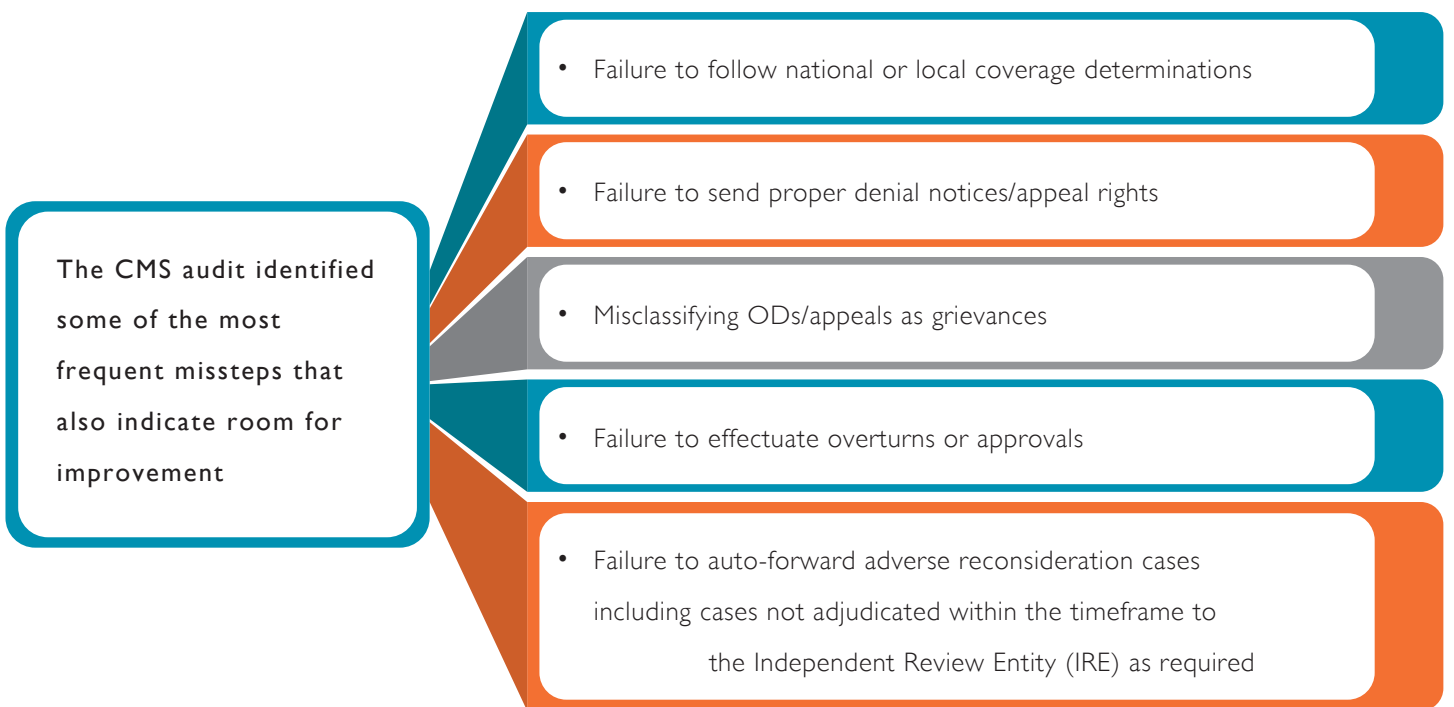 The CMS audit identified
some of the most
frequent missteps that
also indicate room for
improvement
• Failure to follow national or local coverage determinations
• Failure to send proper denial notices/appeal rights
• Misclassifying ODs/appeals as grievances
• Failure to effectuate overturns or approvals
• Failure to auto-forward adverse reconsideration cases
including cases not adjudicated within the timeframe to
the Independent Review Entity (IRE) as required